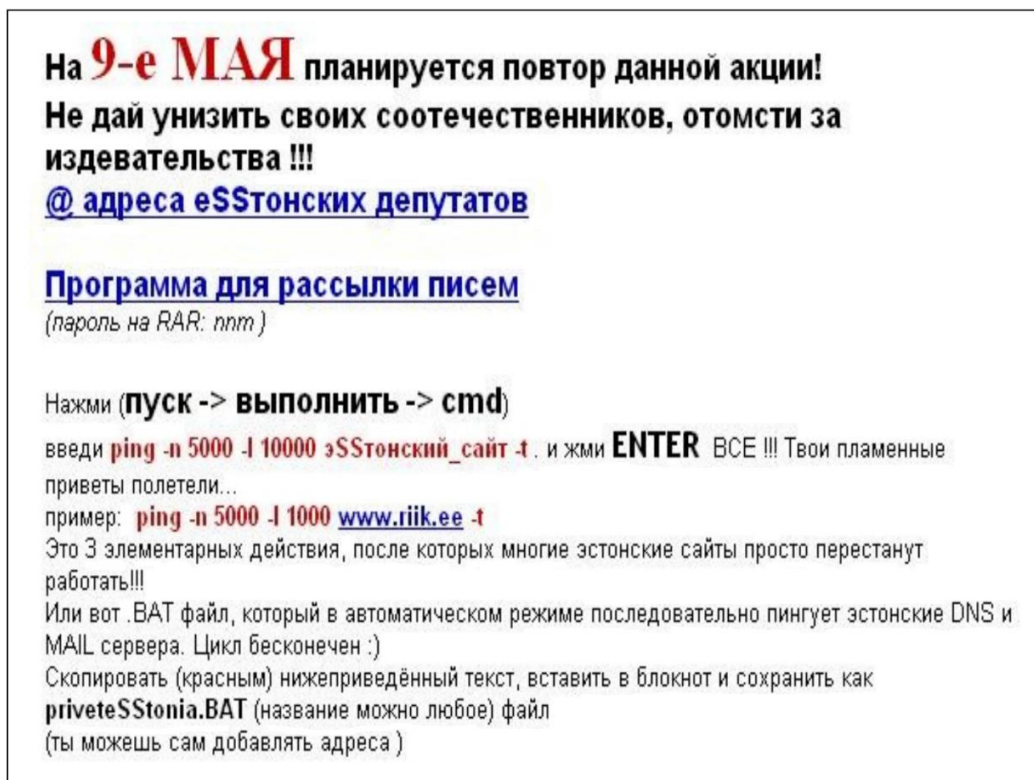 На 9-е МАЯ планируется повтор данной акции!
Не дай унизить своих соотечественников, отомсти за
издевательства !!!
@ адреса еSSтонских депутатов
Программа для рассылки писем
(пароль на RAR: nnm )
Нажми (пуск -> выполнить -> cmd)
введи ping -n 5000 -l 10000 эSSтонский_сайт -t . и жми ENTER ВСЕ !!! Твои пламенные
приветы полетели...
пример: ping -n 5000 -l 1000 www.riik.ee -t
Это 3 элементарных действия, после которых многие эстонские сайты просто перестанут
работать!!!
Или вот .BAT файл, который в автоматическом режиме последовательно пингует эстонские DNS и
MAIL сервера. Цикл бесконечен :)
Скопировать (красным) нижеприведённый текст, вставить в блокнот и сохранить как
priveteSStonia.BAT (название можно любое) файл
(ты можешь сам добавлять адреса )